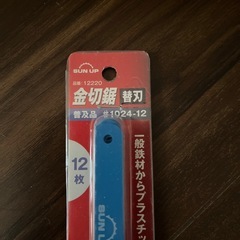 SUN UP
品番:12220
金切鋸 替刃
普及品 #1024-12
12枚
一般鉄材からプラスチッ
SUN UP